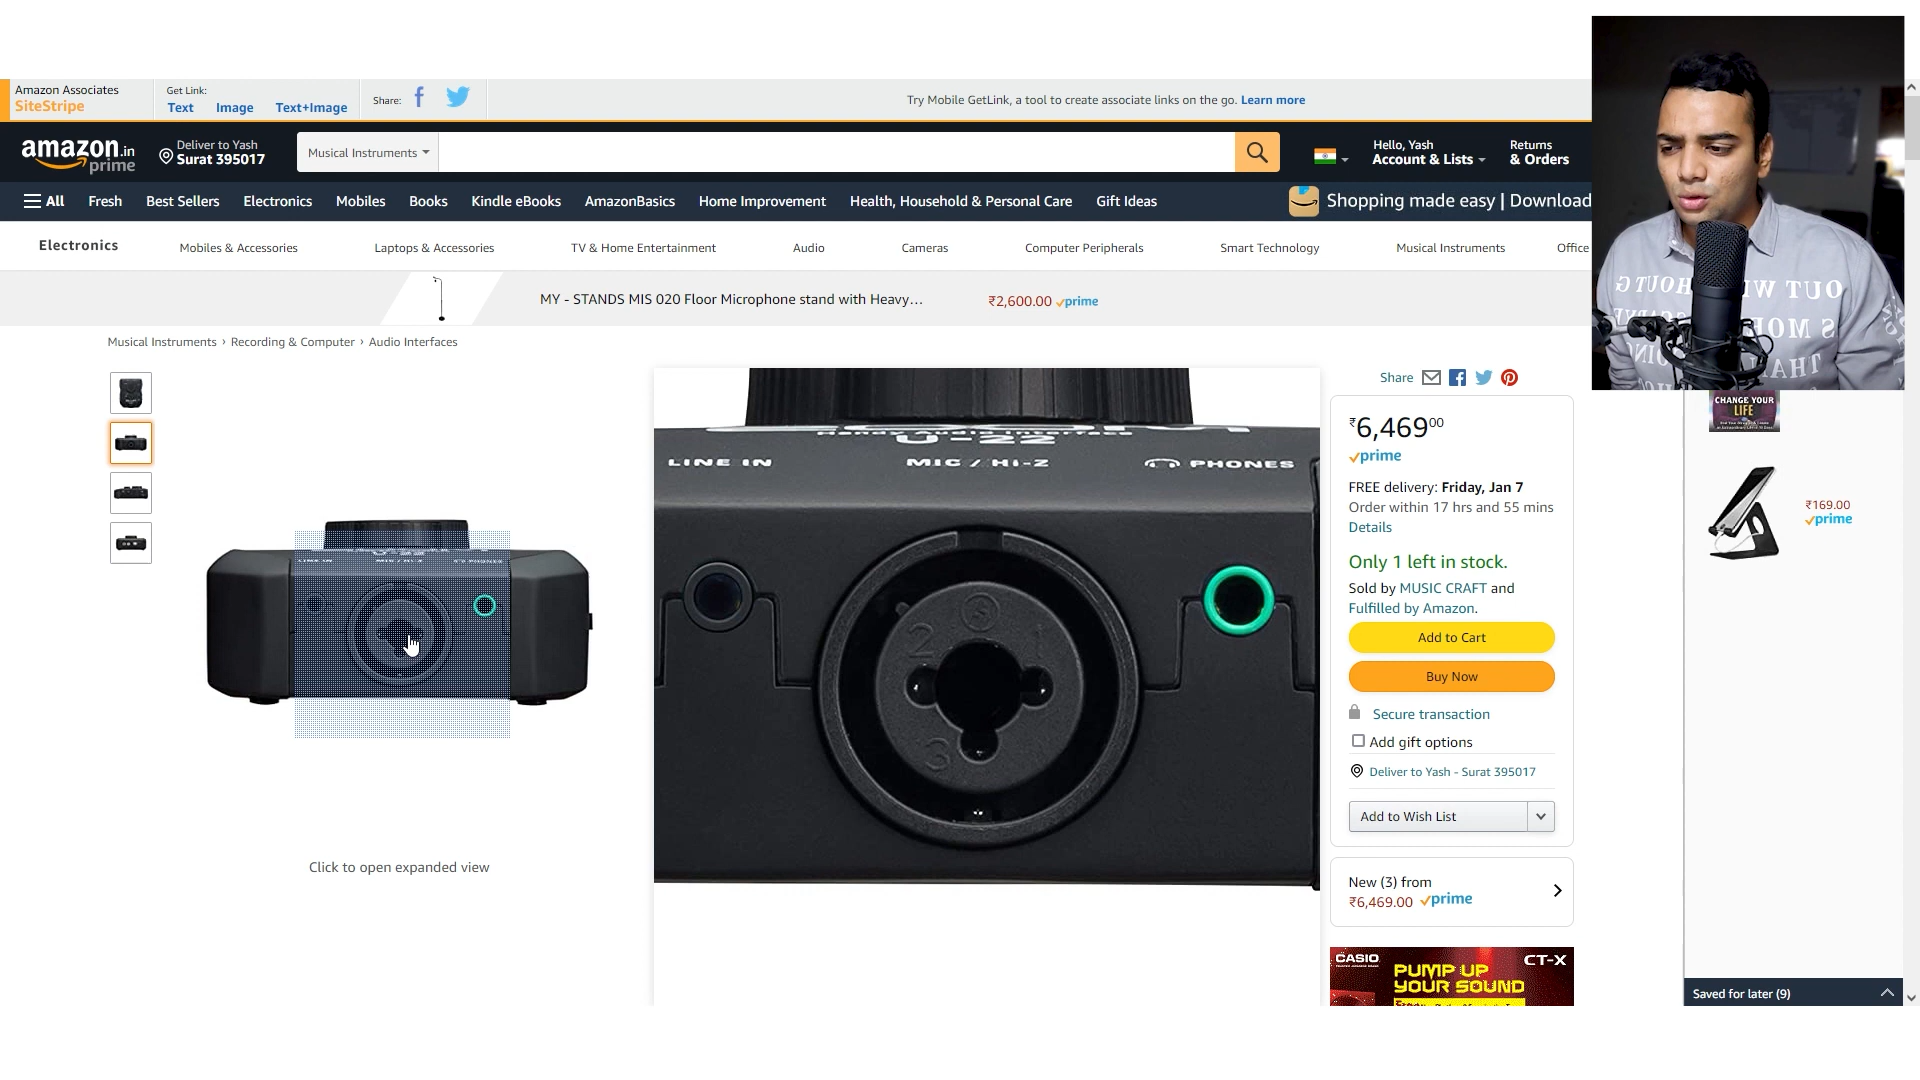 Amazon Associates
SiteStripe
Get Link:
Text Image Text+Image
Share:
Try Mobile GetLink, a tool to create associate links on the go. Learn more
amazon.in
prime
Deliver to Yash
Surat 395017
Musical Instruments
Hello, Yash
Account & Lists
Returns
& Orders
All Fresh Best Sellers Electronics Mobiles Books Kindle eBooks AmazonBasics Home Improvement Health, Household & Personal Care Gift Ideas
Shopping made easy | Download
Electronics Mobiles & Accessories Laptops & Accessories TV & Home Entertainment Audio Cameras Computer Peripherals Smart Technology Musical Instruments Office
MY - STANDS MIS 020 Floor Microphone stand with Heavy…
₹2,600.00 prime
Musical Instruments › Recording & Computer › Audio Interfaces
Click to open expanded view
Handy Audio Interface
U-22
LINE IN MIC / Hi-Z PHONES
2 1
3
Share
₹6,46900
prime
FREE delivery: Friday, Jan 7
Order within 17 hrs and 55 mins
Details
Only 1 left in stock.
Sold by MUSIC CRAFT and
Fulfilled by Amazon.
Add to Cart
Buy Now
Secure transaction
Add gift options
Deliver to Yash - Surat 395017
Add to Wish List
New (3) from
₹6,469.00 prime
CASIO
CT-X
PUMP UP
YOUR SOUND
CHANGE YOUR
LIFE
₹169.00
prime
Saved for later (9)